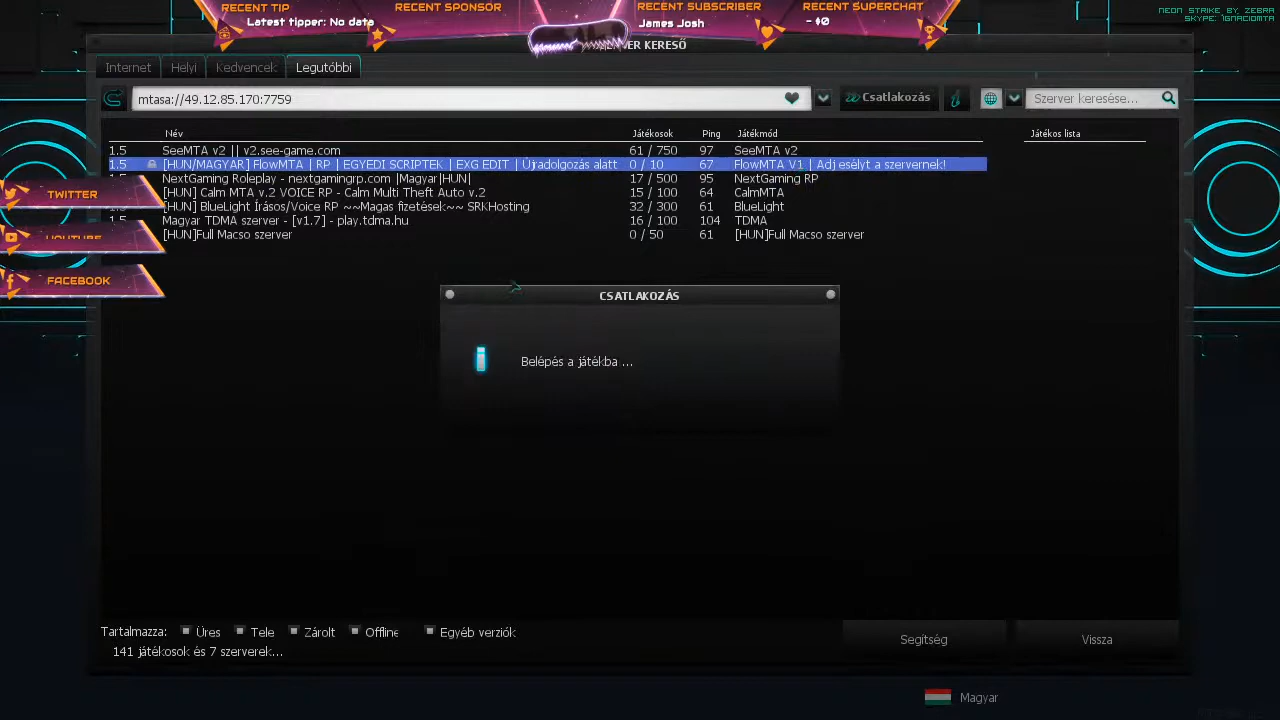 RECENT TIP
Latest tipper: No data
RECENT SPONSOR
RECENT SUBSCRIBER
James Josh
RECENT SUPERCHAT
- $0
NEON STRIKE BY ZEBRA
SKYPE: IGNACIOMTA
KERESŐ
Internet Helyi Kedvencek Legutóbbi
mtasa://49.12.85.170:7759 Csatlakozás Szerver keresése...
Név Játékosok Ping Játékmód Játékos lista
1.5 SeeMTA v2 || v2.see-game.com 61 / 750 97 SeeMTA v2
1.5 [HUN/MAGYAR] FlowMTA | RP | EGYEDI SCRIPTEK | EXG EDIT | Újradolgozás alatt 0 / 10 67 FlowMTA V1 | Adj esélyt a szervernek!
1.5 NextGaming Roleplay - nextgamingrp.com |Magyar|HUN| 17 / 500 95 NextGaming RP
[HUN] Calm MTA v.2 VOICE RP - Calm Multi Theft Auto v.2 15 / 100 64 CalmMTA
[HUN] BlueLight Írásos/Voice RP ~~Magas fizetések~~ SRKHosting 32 / 300 61 BlueLight
1.5 Magyar TDMA szerver - [v1.7] - play.tdma.hu 16 / 100 104 TDMA
[HUN]Full Macso szerver 0 / 50 61 [HUN]Full Macso szerver
TWITTER
YOUTUBE
FACEBOOK
CSATLAKOZÁS
Belépés a játékba ...
Tartalmazza: Üres Tele Zárolt Offline Egyéb verziók
141 játékosok és 7 szerverek...
Segítség
Vissza
Magyar